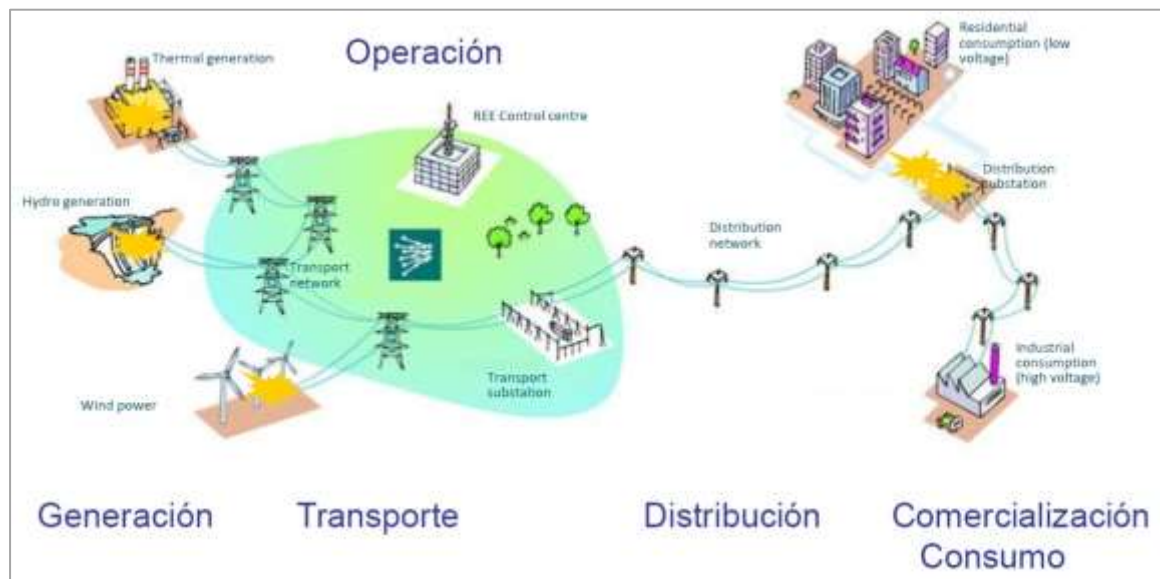 Operación
Thermal generation
REE Control centre
Residential
consumption (low
voltage)
Hydro generation
Distribution
substation
Distribution
network
Transport
network
Transport
substation
Industrial
consumption
(high voltage)
Wind power
Generación
Transporte
Distribución
Comercialización
Consumo